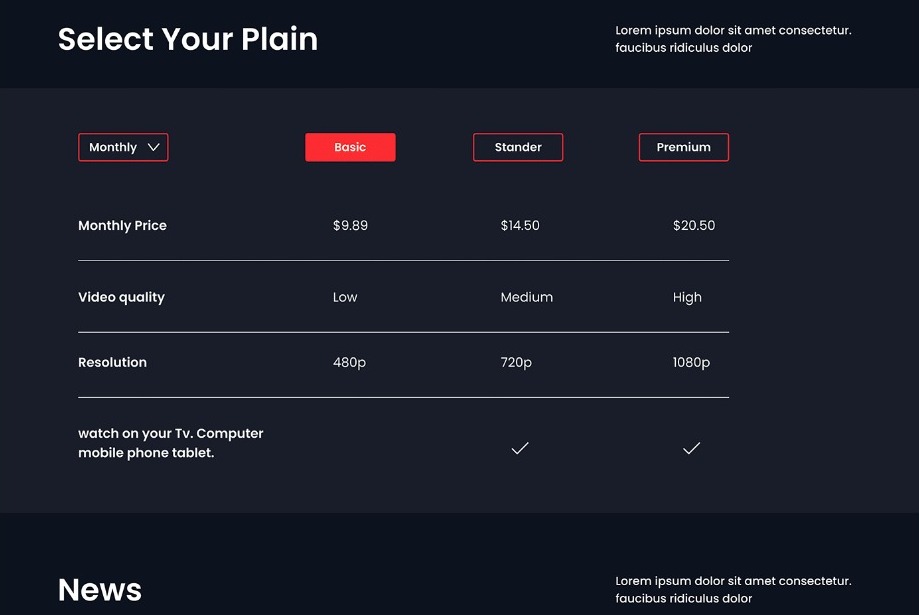 Select Your Plain
Lorem ipsum dolor sit amet consectetur.
faucibus ridiculus dolor
Monthly
Basic
Stander
Premium
Monthly Price
$9.89
$14.50
$20.50
Video quality
Low
Medium
High
Resolution
480p
720p
1080p
watch on your Tv. Computer
mobile phone tablet.
News
Lorem ipsum dolor sit amet consectetur.
faucibus ridiculus dolor